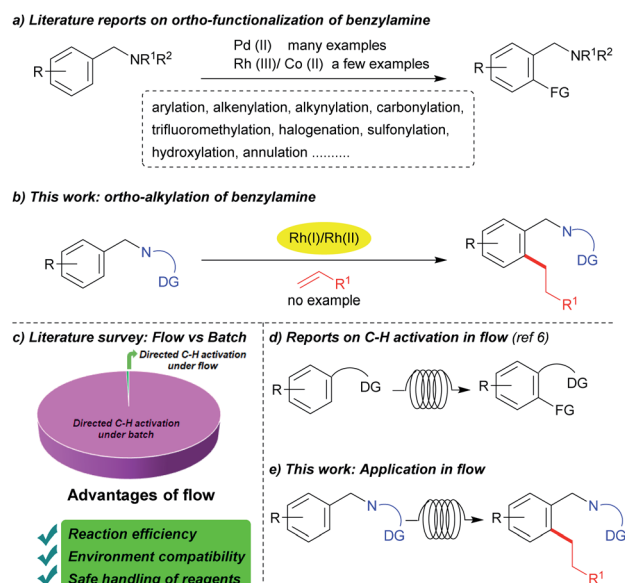 a) Literature reports on ortho-functionalization of benzylamine
R
NR¹R²
Pd (II) many examples
Rh (III)/ Co (II) a few examples
R
NR¹R²
FG
arylation, alkenylation, alkynylation, carbonylation,
trifluoromethylation, halogenation, sulfonylation,
hydroxylation, annulation ..........
b) This work: ortho-alkylation of benzylamine
R
N
DG
Rh(I)/Rh(II)
R¹
no example
R
N
DG
R¹
c) Literature survey: Flow vs Batch
Directed C-H activation
under flow
Directed C-H activation
under batch
Advantages of flow
Reaction efficiency
Environment compatibility
Safe handling of reagents
d) Reports on C-H activation in flow (ref 6)
R
DG
R
DG
FG
e) This work: Application in flow
R
N
DG
R
N
DG
R¹